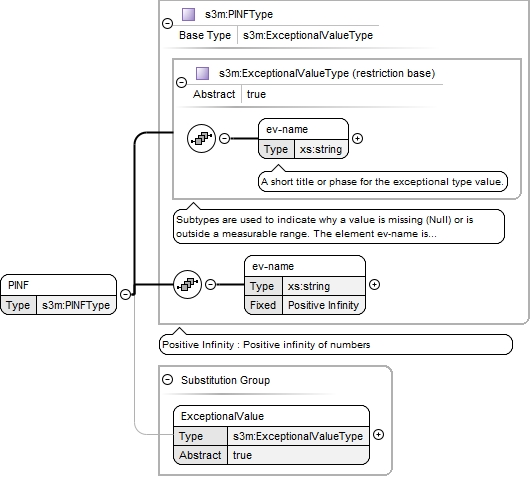 s3m:PINFType
Base Type s3m:ExceptionalValueType
s3m:ExceptionalValueType (restriction base)
Abstract true
ev-name
Type xs:string
A short title or phase for the exceptional type value.
Subtypes are used to indicate why a value is missing (Null) or is
outside a measurable range. The element ev-name is...
PINF
Type s3m:PINFType
ev-name
Type xs:string
Fixed Positive Infinity
Positive Infinity : Positive infinity of numbers
Substitution Group
ExceptionalValue
Type s3m:ExceptionalValueType
Abstract true